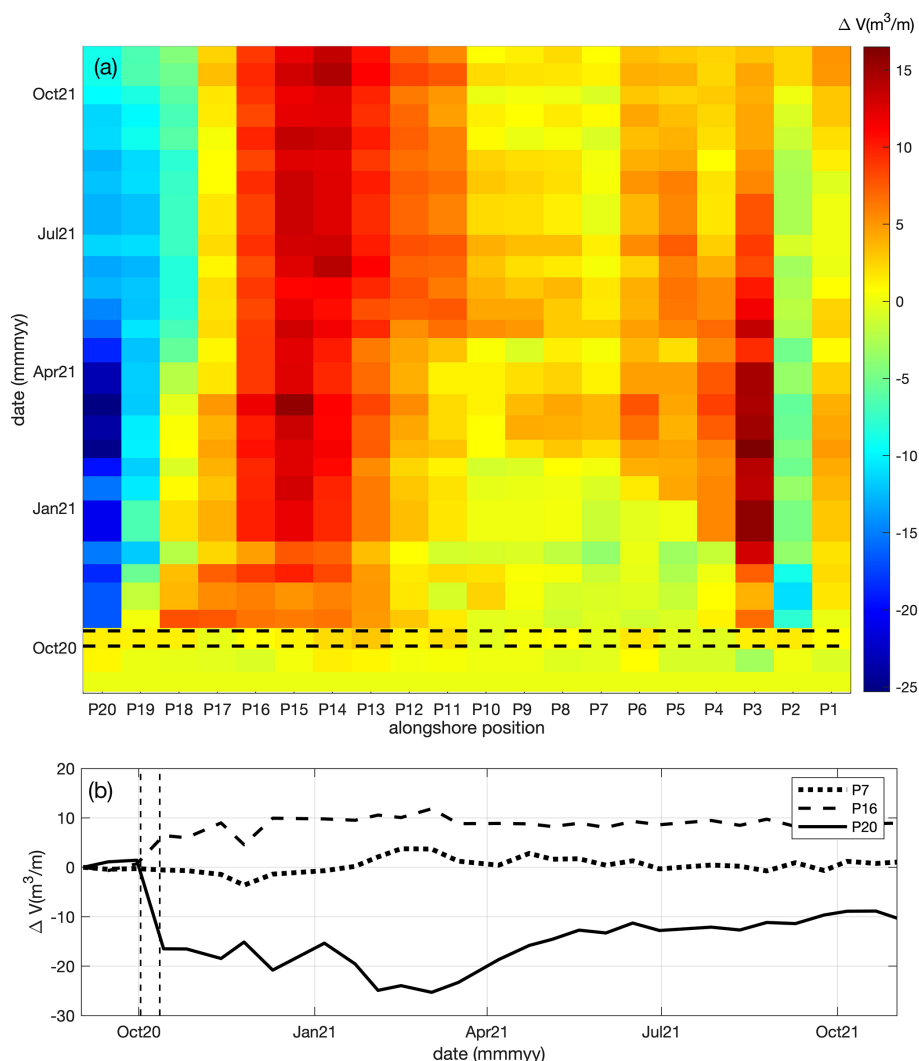 Δ V(m³/m)
(a)
15
10
5
0
-5
-10
-15
-20
-25
Oct21
Jul21
Apr21
Jan21
Oct20
date (mmmyy)
P20 P19 P18 P17 P16 P15 P14 P13 P12 P11 P10 P9 P8 P7 P6 P5 P4 P3 P2 P1
alongshore position
(b)
20
10
0
-10
-20
-30
Δ V(m³/m)
P7
P16
P20
Oct20 Jan21 Apr21 Jul21 Oct21
date (mmmyy)